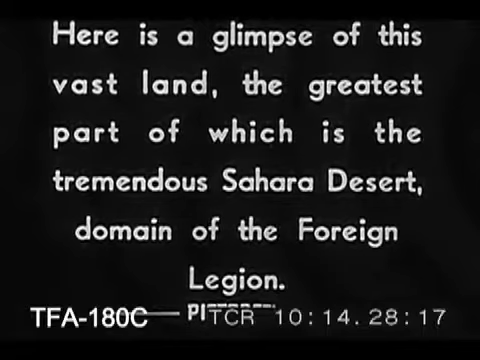 Here is a glimpse of this
vast land, the greatest
part of which is the
tremendous Sahara Desert,
domain of the Foreign
Legion.
TFA-180C TCR 10:14.28:17